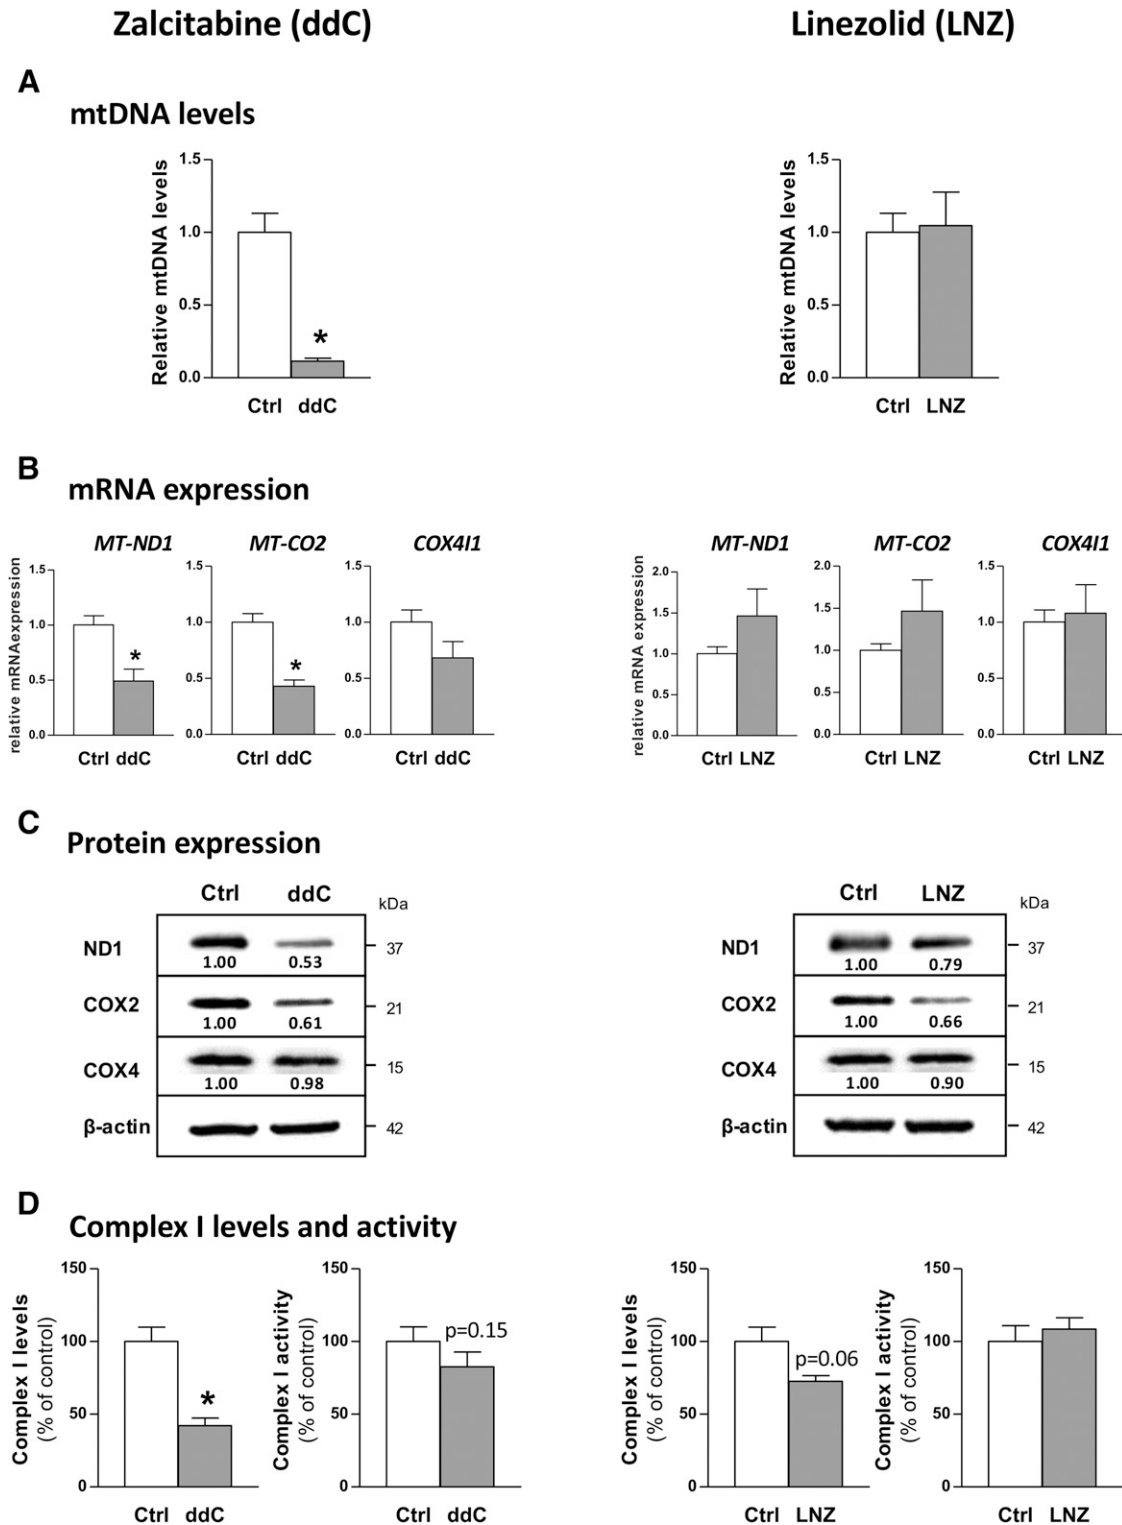 Zalcitabine (ddC) Linezolid (LNZ)
A
mtDNA levels
Relative mtDNA levels
1.5
1.0
0.5
0.0
*
Ctrl ddC
Relative mtDNA levels
1.5
1.0
0.5
0.0
Ctrl LNZ
B
mRNA expression
MT-ND1 MT-CO2 COX4I1
relative mRNAexpression
1.5
1.0
0.5
0.0
*
Ctrl ddC
1.5
1.0
0.5
0.0
*
Ctrl ddC
1.5
1.0
0.5
0.0
Ctrl ddC
MT-ND1 MT-CO2 COX4I1
relative mRNA expression
2.0
1.5
1.0
0.5
0.0
Ctrl LNZ
2.0
1.5
1.0
0.5
0.0
Ctrl LNZ
1.5
1.0
0.5
0.0
Ctrl LNZ
C
Protein expression
Ctrl ddC kDa
ND1 37
1.00 0.53
COX2 21
1.00 0.61
COX4 15
1.00 0.98
β-actin 42
Ctrl LNZ kDa
ND1 37
1.00 0.79
COX2 21
1.00 0.66
COX4 15
1.00 0.90
β-actin 42
D
Complex I levels and activity
Complex I levels
(% of control)
150
100
50
0
*
Ctrl ddC
Complex I activity
(% of control)
150
100
50
0
p=0.15
Ctrl ddC
Complex I levels
(% of control)
150
100
50
0
p=0.06
Ctrl LNZ
Complex I activity
(% of control)
150
100
50
0
Ctrl LNZ